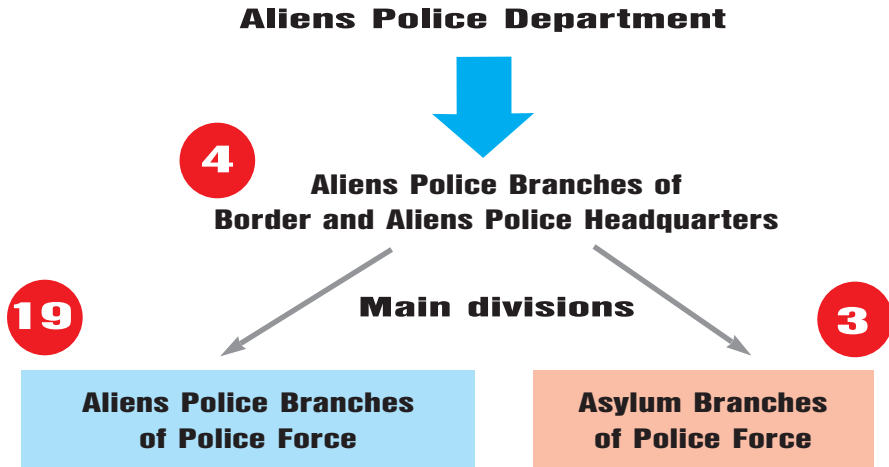 Aliens Police Department
4
Aliens Police Branches of
Border and Aliens Police Headquarters
19
Main divisions
3
Aliens Police Branches
of Police Force
Asylum Branches
of Police Force